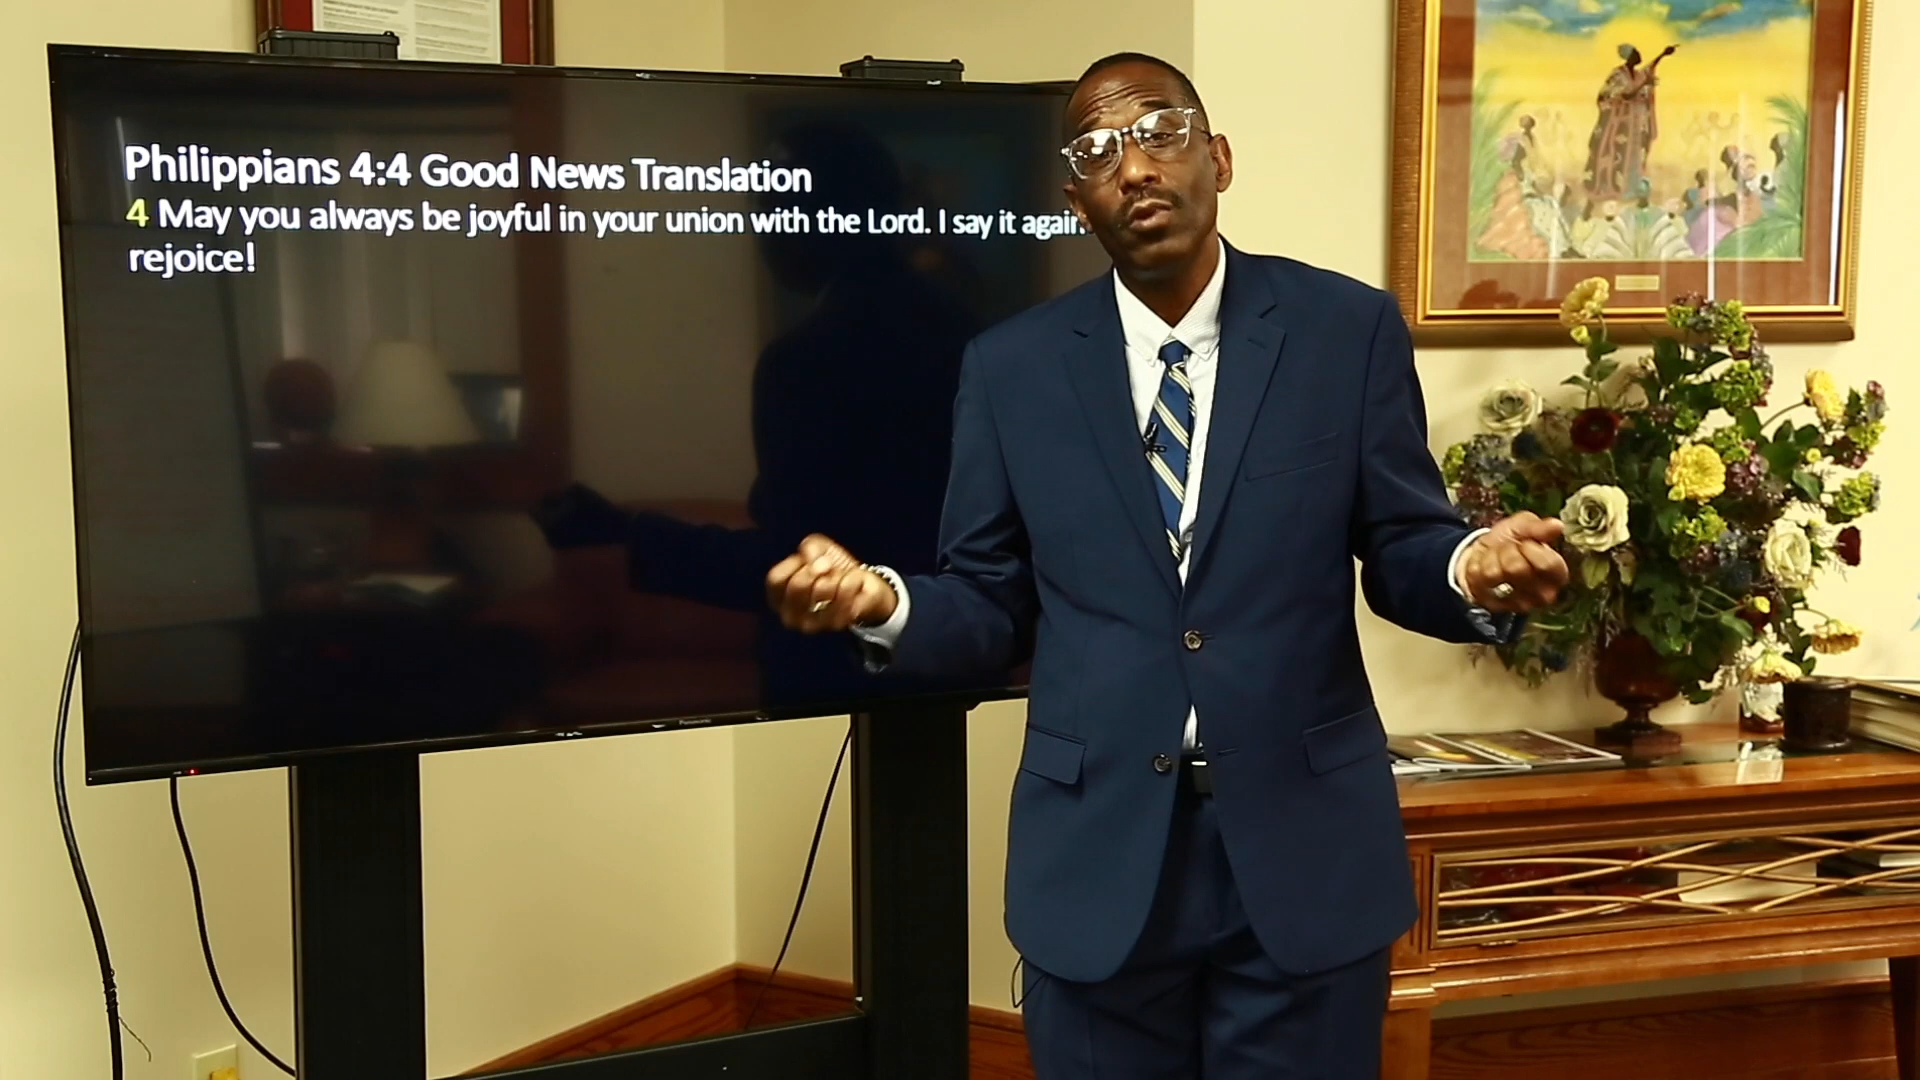 Philippians 4:4 Good News Translation
4 May you always be joyful in your union with the Lord. I say it again
rejoice!
Panasonic